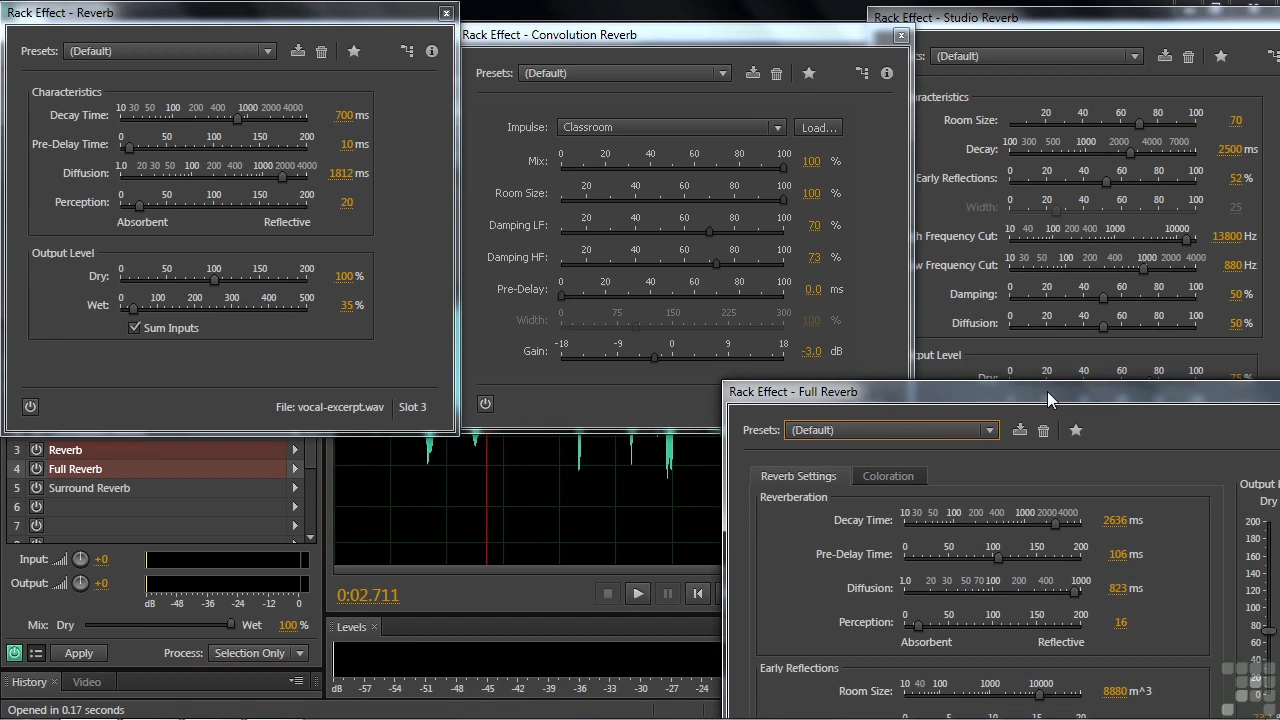 Rack Effect - Reverb
Presets: (Default)
Characteristics
10 30 50 100 200 400 1000 2000 4000
Decay Time: 700 ms
0 50 100 150 200
Pre-Delay Time: 10 ms
1.0 20 30 50 100 200 400 1000
Diffusion: 1812 ms
0 50 100 150 200
Perception: 20
Absorbent Reflective
Output Level
0 50 100 150 200
Dry: 100 %
0 100 200 300 400 500
Wet: 35 %
Sum Inputs
File: vocal-excerpt.wav Slot 3
Rack Effect - Convolution Reverb
Presets: (Default)
Impulse: Classroom Load...
0 20 40 60 80 100
Mix: 100 %
20 40 60 80 100
Room Size: 100 %
0 20 40 60 80 100
Damping LF: 70 %
0 20 40 60 80 100
Damping HF: 73 %
0 20 40 60 80 100
Pre-Delay: 0.0 ms
0 75 150 225 300
Width: 100 %
-18 -9 0 9 18
Gain: -3.0 dB
Rack Effect - Studio Reverb
s: (Default)
aracteristics
20 40 60 80 100
Room Size: 70
100 300 500 1000 2000 4000 7000
Decay: 2500 ms
0 20 40 60 80 100
Early Reflections: 52 %
0 20 40 60 80 100
Width: 25
10 40 100 200 400 1000 10000
h Frequency Cut: 13800 Hz
10 30 50 100 200 400 1000 2000 4000
w Frequency Cut: 880 Hz
0 20 40 60 80 100
Damping: 50 %
0 20 40 60 80 100
Diffusion: 50 %
put Level
0 20 40 60 80 100
Dry: 75 %
Rack Effect - Full Reverb
Presets: (Default)
Reverb Settings Coloration
Reverberation
10 30 50 100 200 400 1000 2000 4000
Decay Time: 2636 ms
0 50 100 150 200
Pre-Delay Time: 106 ms
1.0 20 30 50 70 100 200 400 1000
Diffusion: 823 ms
0 50 100 150 200
Perception: 16
Absorbent Reflective
Early Reflections
10 40 100 1000 10000
Room Size: 8880 m^3
Output L
Dry
200
180
160
140
120
100
80
60
40
20
0
3 Reverb
4 Full Reverb
5 Surround Reverb
6
7
Input: +0
Output: +0
dB -48 -36 -24 -12 0
Mix: Dry Wet 100 %
Apply Process: Selection Only
History Video
Opened in 0.17 seconds
0:02.711
Levels
dB -57 -54 -51 -48 -45 -42 -39 -36 -33 -30 -27 -24